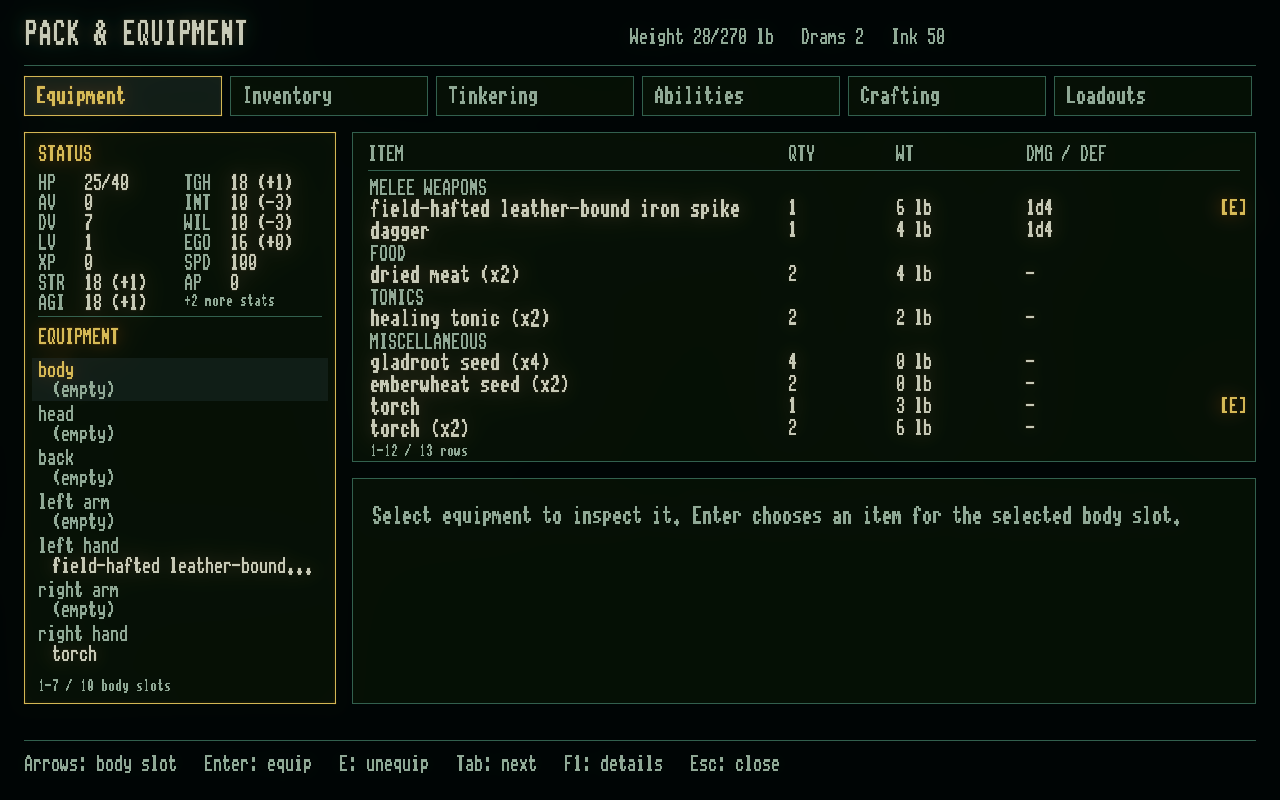 PACK & EQUIPMENT
Weight 28/270 lb Drams 2 Ink 50
Equipment Inventory Tinkering Abilities Crafting Loadouts
STATUS
HP 25/40 TGH 18 (+1)
AV 0 INT 10 (-3)
DV 7 WIL 10 (-3)
LV 1 EGO 16 (+0)
XP 0 SPD 100
STR 18 (+1) AP 0
AGI 18 (+1) +2 more stats
EQUIPMENT
body
(empty)
head
(empty)
back
(empty)
left arm
(empty)
left hand
field-hafted leather-bound...
right arm
(empty)
right hand
torch
1-7 / 10 body slots
ITEM QTY WT DMG / DEF
MELEE WEAPONS
field-hafted leather-bound iron spike 1 6 lb 1d4 [E]
dagger 1 4 lb 1d4
FOOD
dried meat (x2) 2 4 lb -
TONICS
healing tonic (x2) 2 2 lb -
MISCELLANEOUS
gladroot seed (x4) 4 0 lb -
emberwheat seed (x2) 2 0 lb -
torch 1 3 lb - [E]
torch (x2) 2 6 lb -
1-12 / 13 rows
Select equipment to inspect it. Enter chooses an item for the selected body slot.
Arrows: body slot Enter: equip E: unequip Tab: next F1: details Esc: close